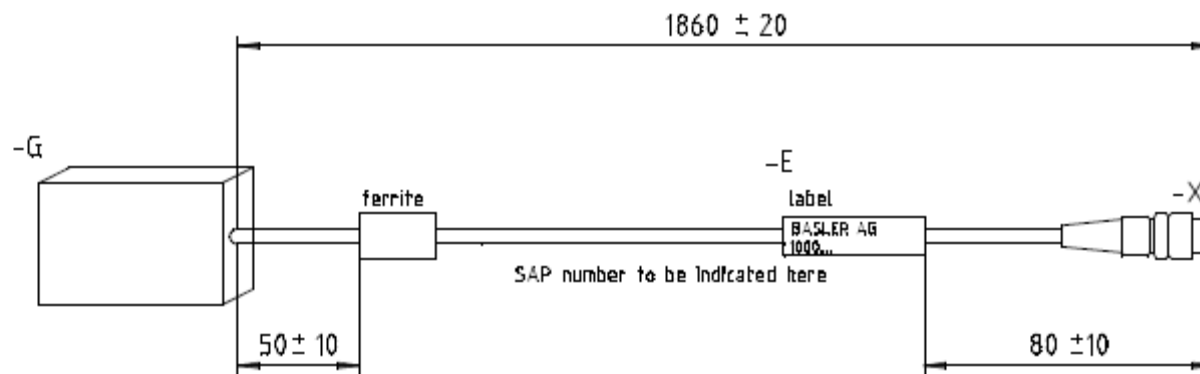 1860 ± 20
-G
-E
-X
ferrite
label
BASLER AG
1000...
SAP number to be indicated here
50 ± 10
80 ±10